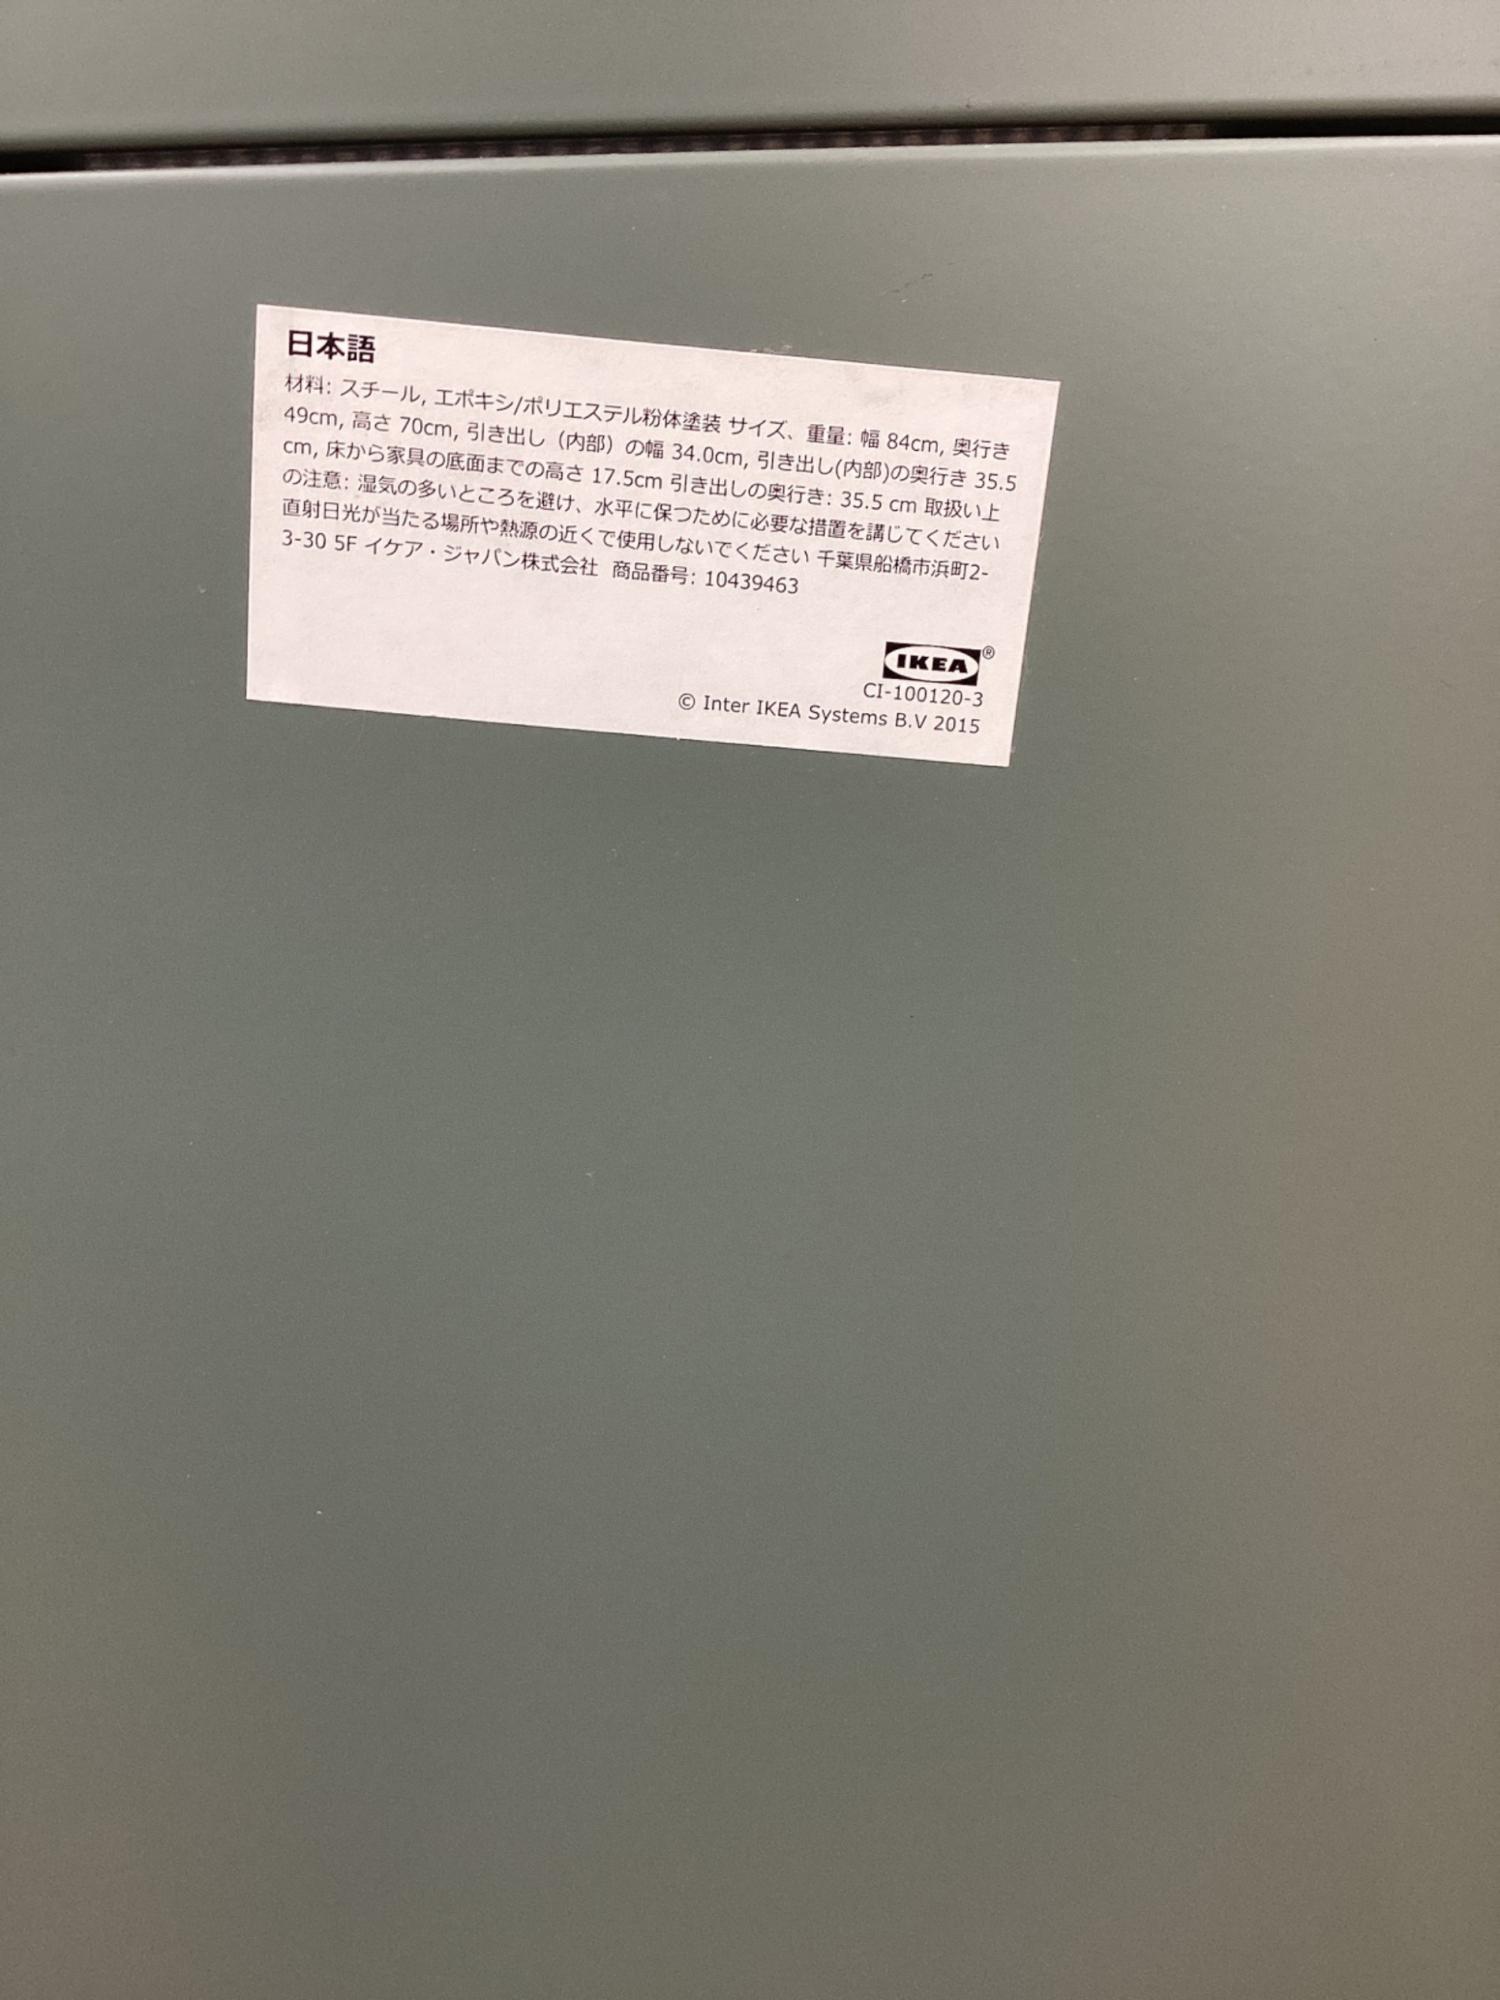 日本語
材料: スチール, エポキシ/ポリエステル粉体塗装 サイズ、重量: 幅 84cm, 奥行き
49cm, 高さ 70cm, 引き出し（内部）の幅 34.0cm, 引き出し(内部)の奥行き 35.5
cm, 床から家具の底面までの高さ 17.5cm 引き出しの奥行き: 35.5 cm 取扱い上
の注意: 湿気の多いところを避け、水平に保つために必要な措置を講じてください
直射日光が当たる場所や熱源の近くで使用しないでください 千葉県船橋市浜町2-
3-30 5F イケア・ジャパン株式会社 商品番号: 10439463
IKEA®
CI-100120-3
© Inter IKEA Systems B.V 2015